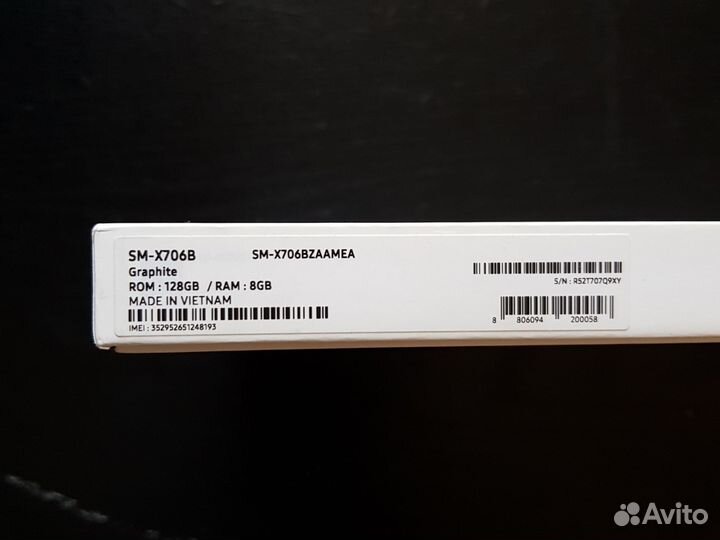 SM-X706B SM-X706BZAAMEA
Graphite
ROM : 128GB / RAM : 8GB
MADE IN VIETNAM
IMEI : 352952651248193
S/N : R52T707Q9XY
8 806094 200058
Avito